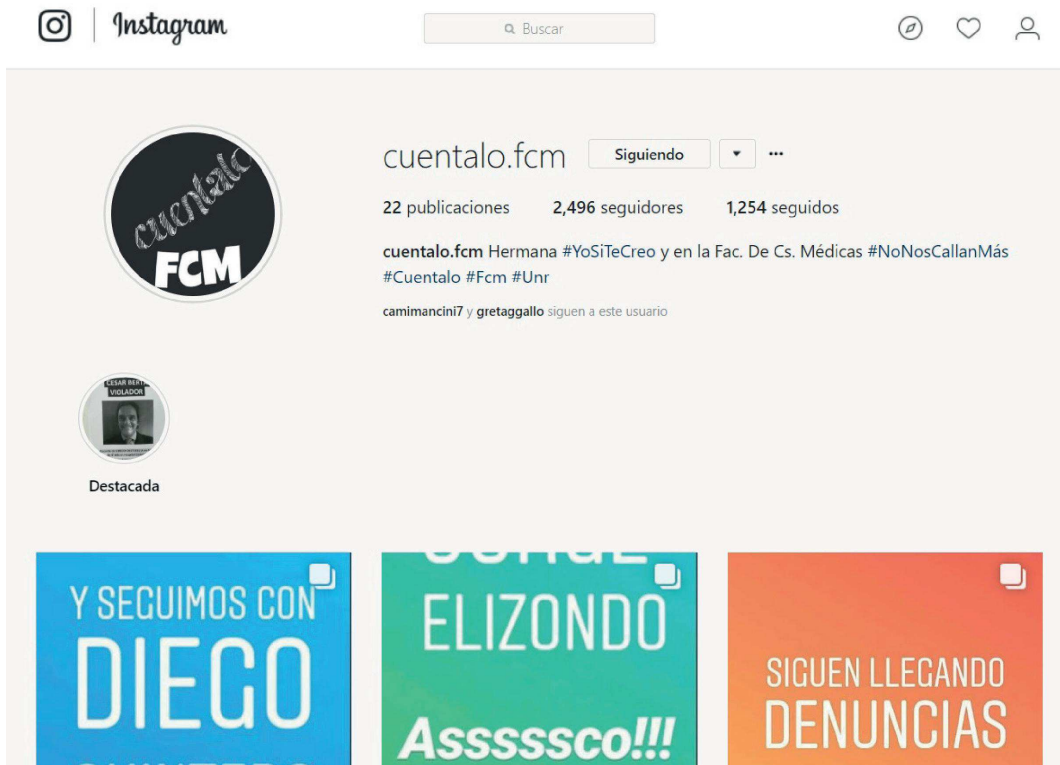 Instagram
Buscar
cuentalo.fcm Siguiendo
22 publicaciones 2,496 seguidores 1,254 seguidos
cuentalo.fcm Hermana #YoSiTeCreo y en la Fac. De Cs. Médicas #NoNosCallanMás
#Cuentalo #Fcm #Unr
camimancini7 y gretaggallo siguen a este usuario
cuentalo
FCM
CESAR
VIOLADOR
Destacada
Y SEGUIMOS CON
DIEGO
ELIZONDO
Asssssco!!!
SIGUEN LLEGANDO
DENUNCIAS